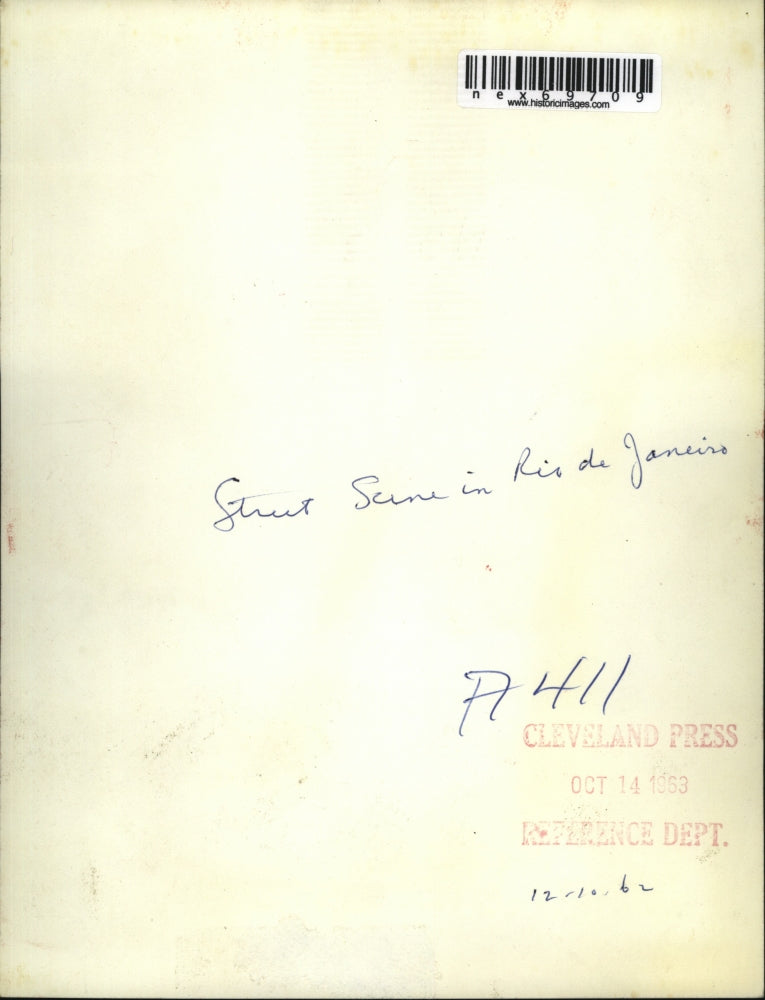 nex69709
www.historicimages.com
Street Scene in Rio de Janeiro
A 411
CLEVELAND PRESS
OCT 14 1963
REFERENCE DEPT.
12-10-62